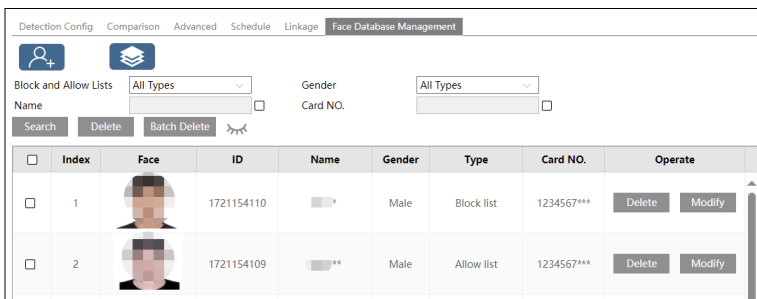 Detection Config Comparison Advanced Schedule Linkage Face Database Management
Block and Allow Lists All Types Gender All Types
Name Card NO.
Search Delete Batch Delete
Index Face ID Name Gender Type Card NO. Operate
1 1721154110 * Male Block list 1234567*** Delete Modify
2 1721154109 ** Male Allow list 1234567*** Delete Modify